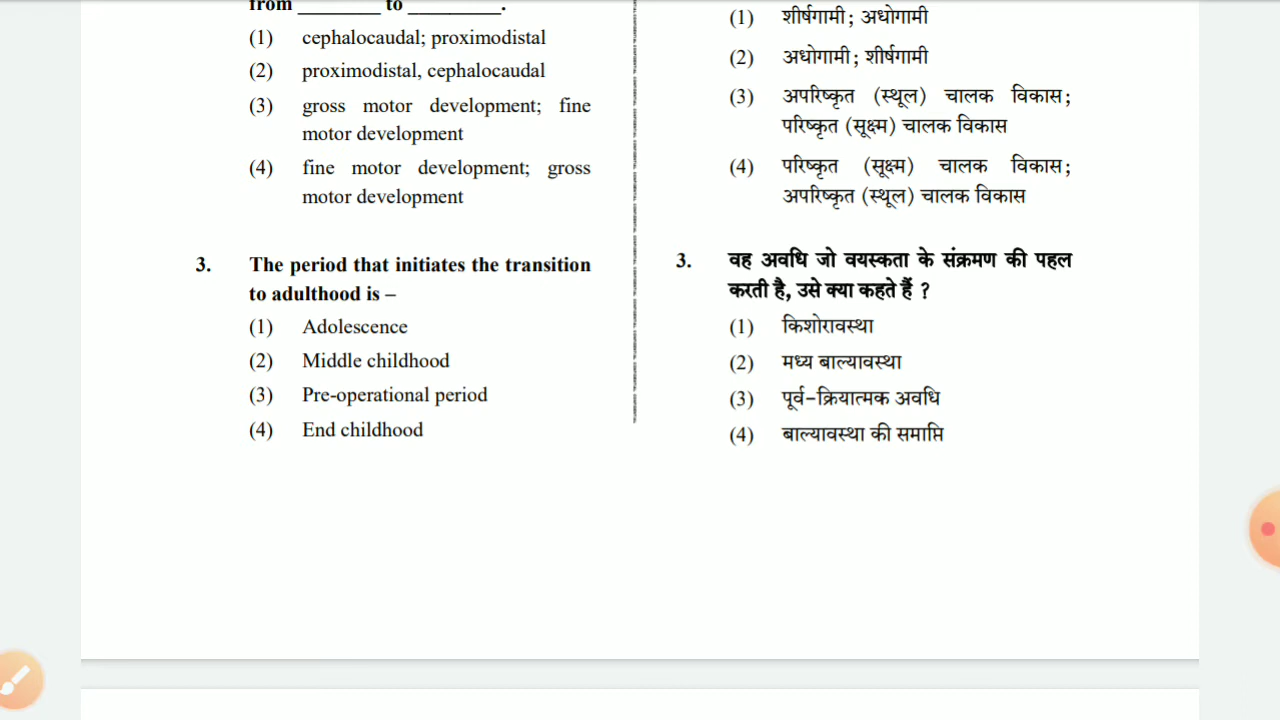 from ________ to _________.
(1) cephalocaudal; proximodistal
(2) proximodistal, cephalocaudal
(3) gross motor development; fine
motor development
(4) fine motor development; gross
motor development
3. The period that initiates the transition
to adulthood is –
(1) Adolescence
(2) Middle childhood
(3) Pre-operational period
(4) End childhood
(1) शीर्षगामी ; अधोगामी
(2) अधोगामी ; शीर्षगामी
(3) अपरिष्कृत (स्थूल) चालक विकास;
परिष्कृत (सूक्ष्म) चालक विकास
(4) परिष्कृत (सूक्ष्म) चालक विकास;
अपरिष्कृत (स्थूल) चालक विकास
3. वह अवधि जो वयस्कता के संक्रमण की पहल
करती है, उसे क्या कहते हैं ?
(1) किशोरावस्था
(2) मध्य बाल्यावस्था
(3) पूर्व-क्रियात्मक अवधि
(4) बाल्यावस्था की समाप्ति